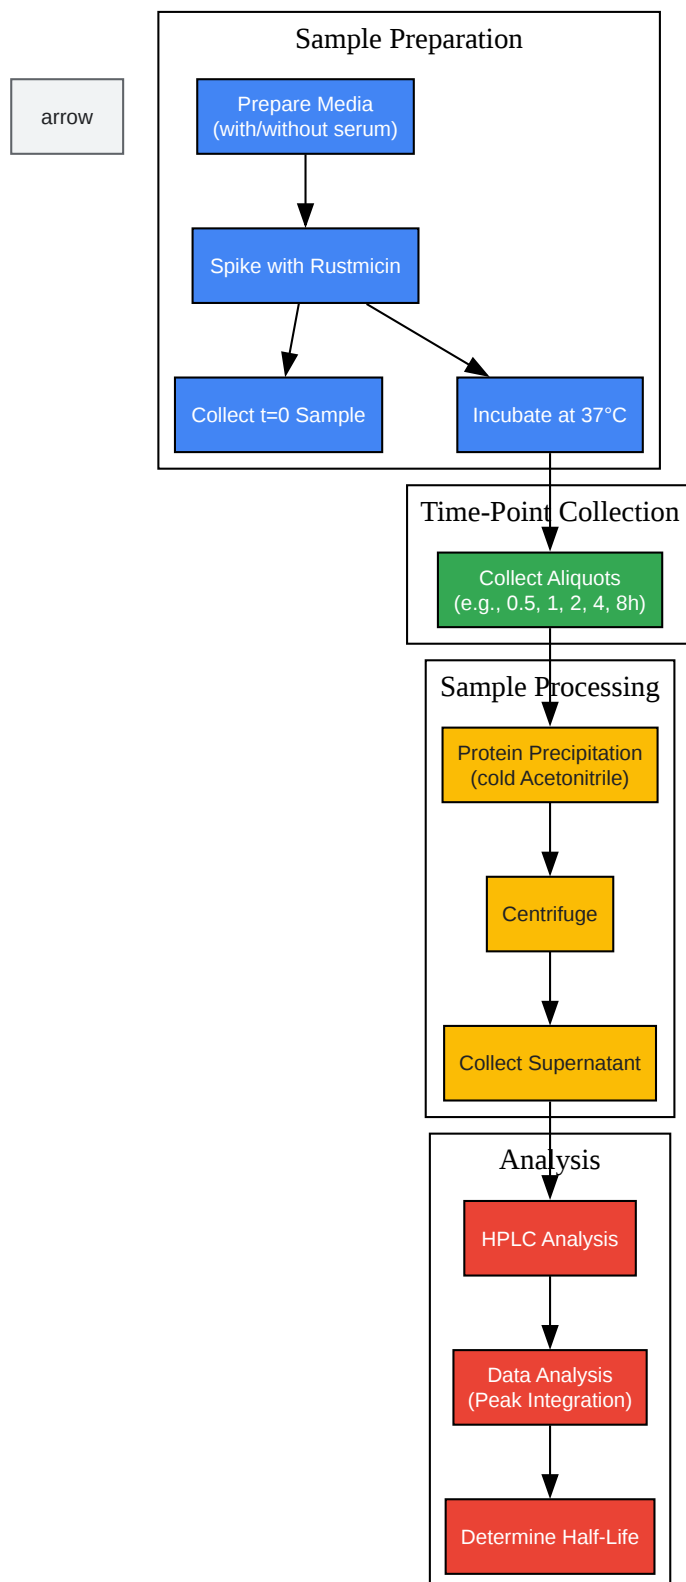 Sample Preparation
arrow
Prepare Media
(with/without serum)
Spike with Rustmicin
Collect t=0 Sample
Incubate at 37°C
Time-Point Collection
Collect Aliquots
(e.g., 0.5, 1, 2, 4, 8h)
Sample Processing
Protein Precipitation
(cold Acetonitrile)
Centrifuge
Collect Supernatant
Analysis
HPLC Analysis
Data Analysis
(Peak Integration)
Determine Half-Life